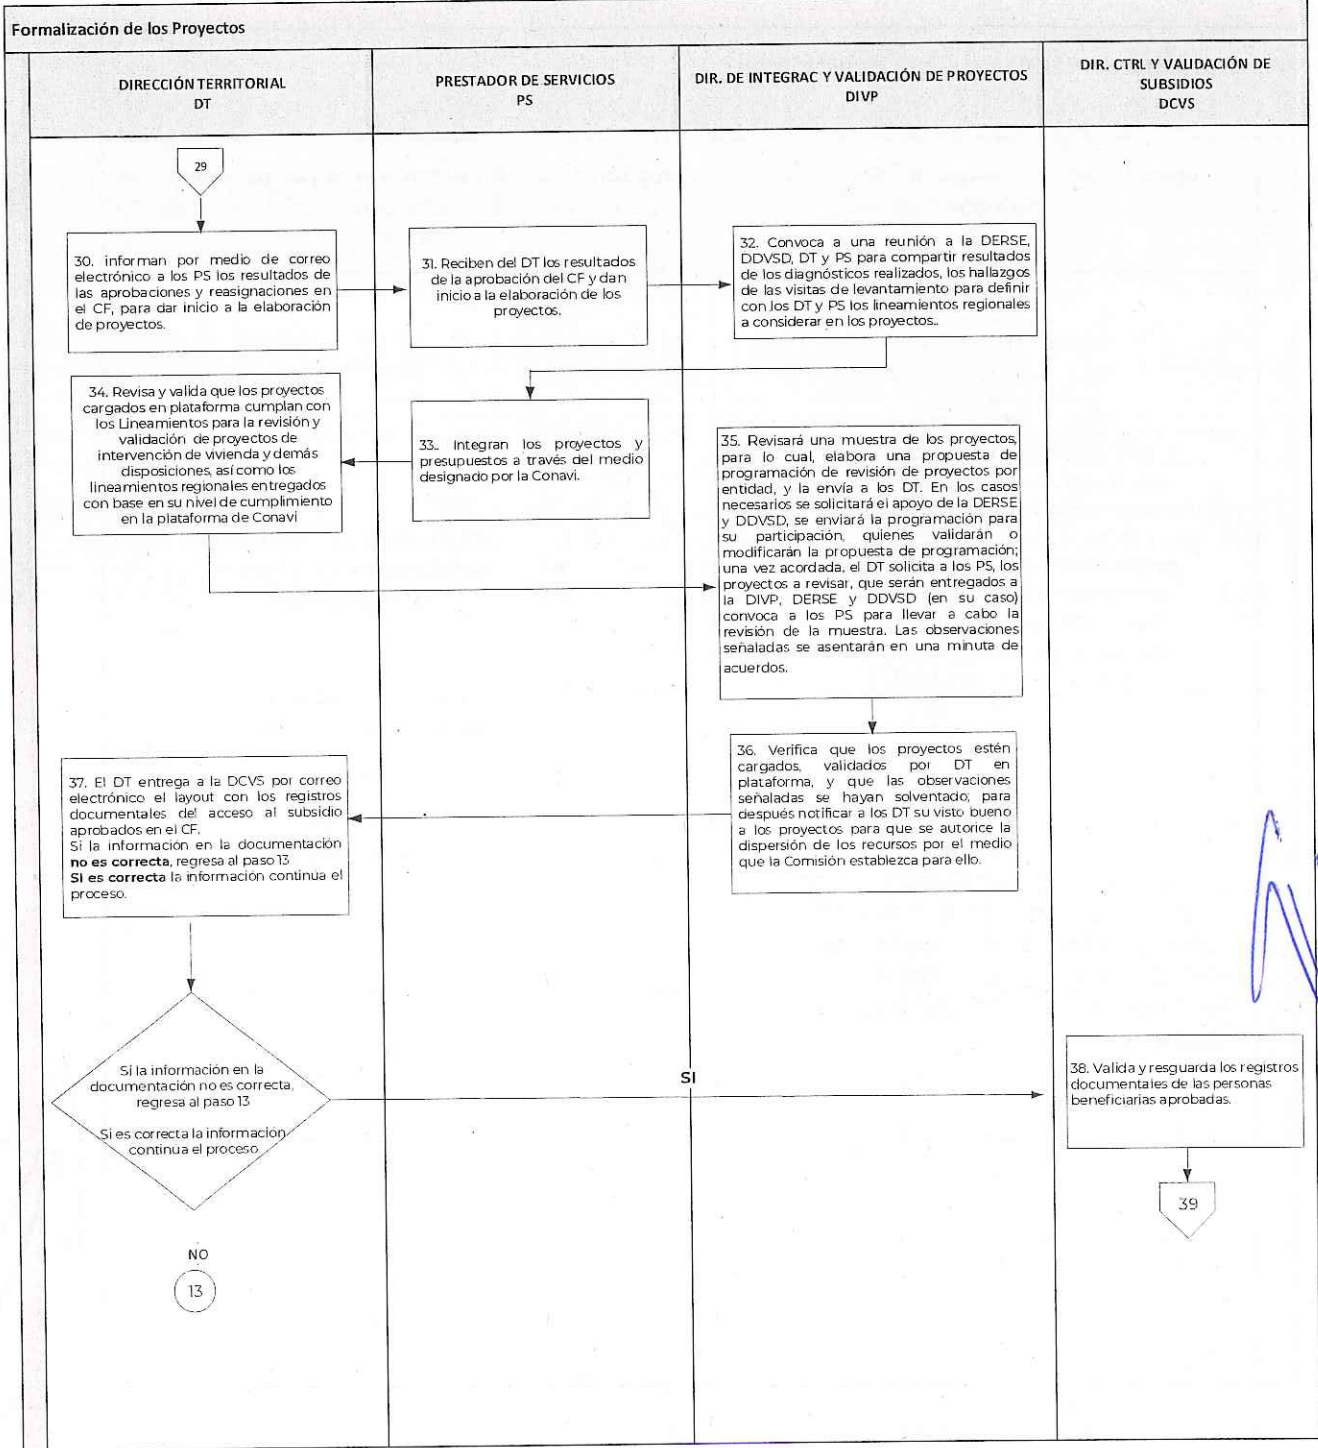 Formalización de los Proyectos
DIRECCIÓN TERRITORIAL
DT
PRESTADOR DE SERVICIOS
PS
DIR. DE INTEGRAC Y VALIDACIÓN DE PROYECTOS
DIVP
DIR. CTRL Y VALIDACIÓN DE
SUBSIDIOS
DCVS
29
30. informan por medio de correo
electrónico a los PS los resultados de
las aprobaciones y reasignaciones en
el CF, para dar inicio a la elaboración
de proyectos.
31. Reciben del DT los resultados
de la aprobación del CF y dan
inicio a la elaboración de los
proyectos.
32. Convoca a una reunión a la DERSE,
DDVSD, DT y PS para compartir resultados
de los diagnósticos realizados, los hallazgos
de las visitas de levantamiento para definir
con los DT y PS los lineamientos regionales
a considerar en los proyectos..
34. Revisa y valida que los proyectos
cargados en plataforma cumplan con
los Lineamientos para la revisión y
validación de proyectos de
intervención de vivienda y demás
disposiciones, así como los
lineamientos regionales entregados
con base en su nivel de cumplimiento
en la plataforma de Conavi
33.. Integran los proyectos y
presupuestos a través del medio
designado por la Conavi.
35. Revisará una muestra de los proyectos,
para lo cual, elabora una propuesta de
programación de revisión de proyectos por
entidad, y la envía a los DT. En los casos
necesarios se solicitará el apoyo de la DERSE
y DDVSD, se enviará la programación para
su participación, quienes validarán o
modificarán la propuesta de programación;
una vez acordada, el DT solicita a los PS, los
proyectos a revisar, que serán entregados a
la DIVP, DERSE y DDVSD (en su caso)
convoca a los PS para llevar a cabo la
revisión de la muestra. Las observaciones
señaladas se asentarán en una minuta de
acuerdos.
36. Verifica que los proyectos estén
cargados, validados por DT en
plataforma, y que las observaciones
señaladas se hayan solventado; para
después notificar a los DT su visto bueno
a los proyectos para que se autorice la
dispersión de los recursos por el medio
que la Comisión establezca para ello.
37. El DT entrega a la DCVS por correo
electrónico el layout con los registros
documentales del acceso al subsidio
aprobados en el CF.
Si la información en la documentación
no es correcta, regresa al paso 13
Si es correcta la información continua el
proceso.
Si la información en la
documentación no es correcta,
regresa al paso 13
Si es correcta la información
continua el proceso
SI
38. Valida y resguarda los registros
documentales de las personas
beneficiarias aprobadas.
39
NO
13